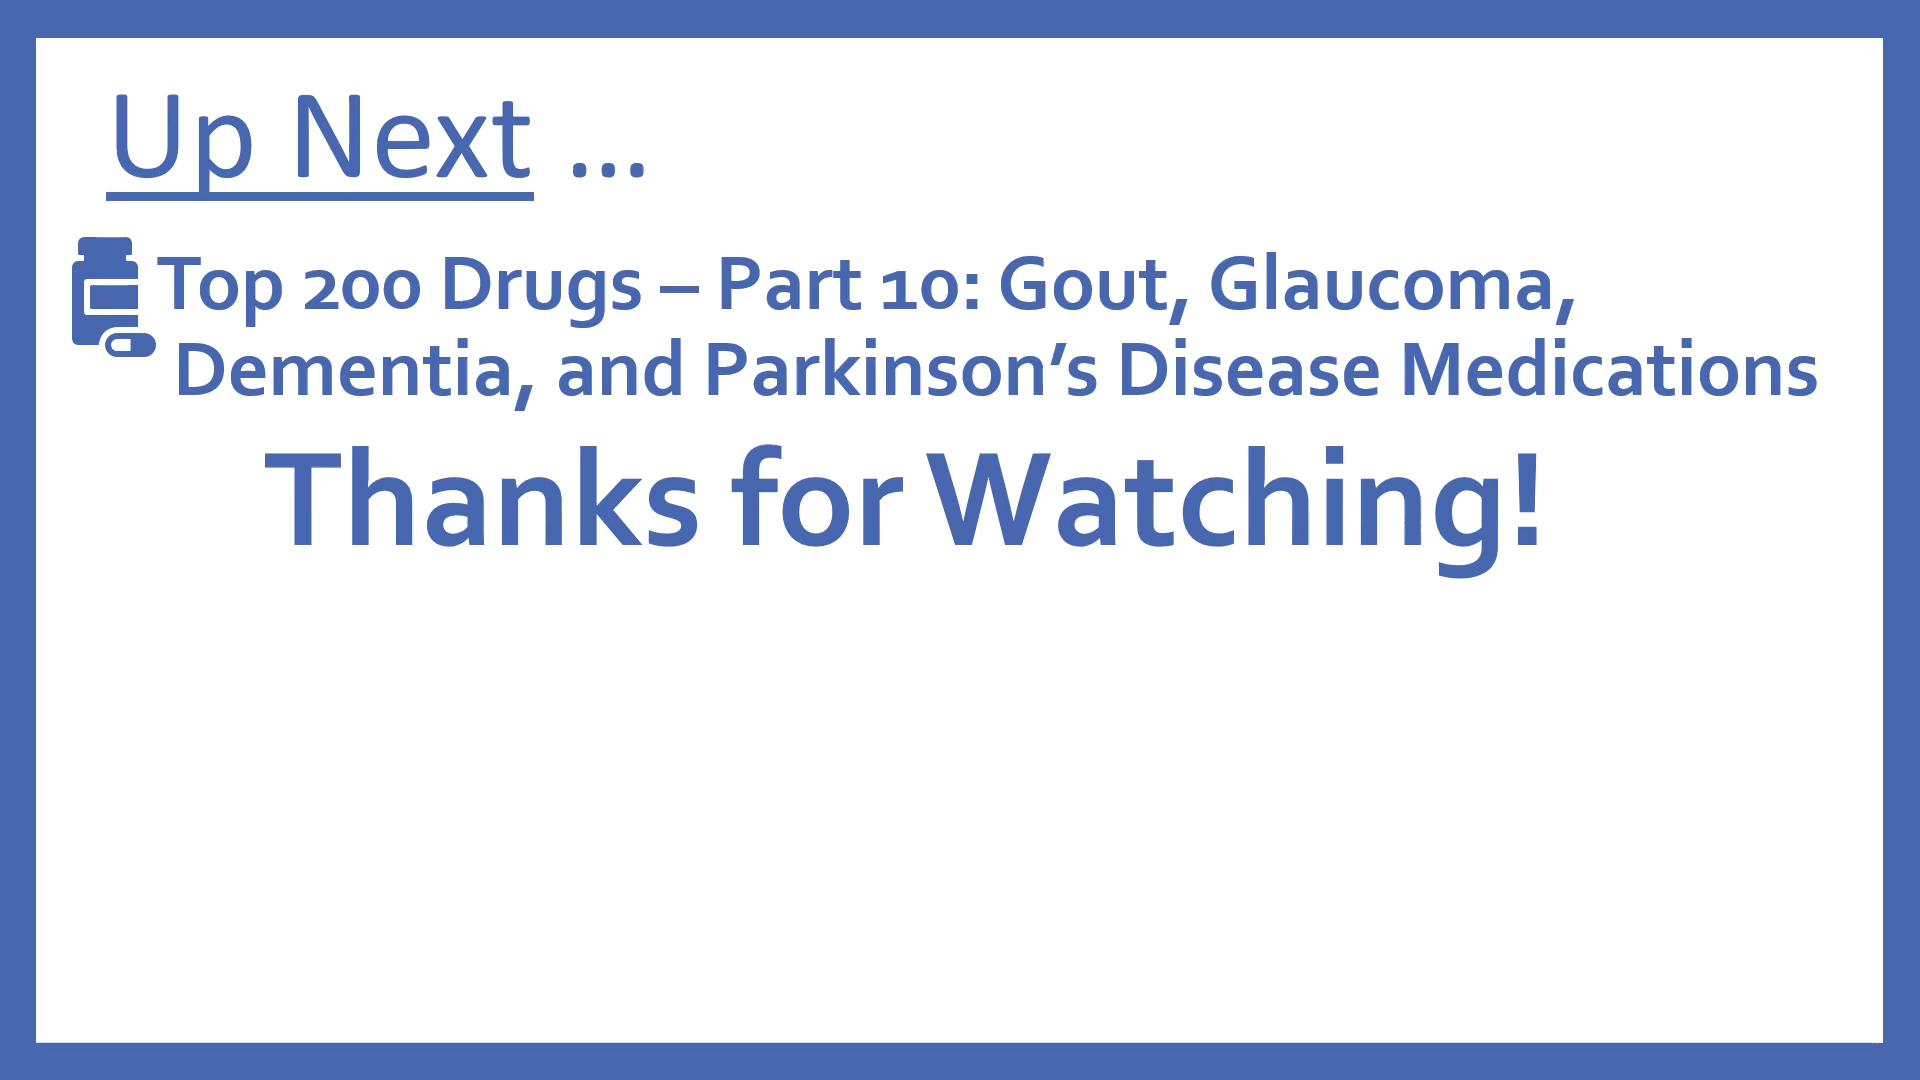 Up Next ...
Top 200 Drugs – Part 10: Gout, Glaucoma,
Dementia, and Parkinson’s Disease Medications
Thanks for Watching!